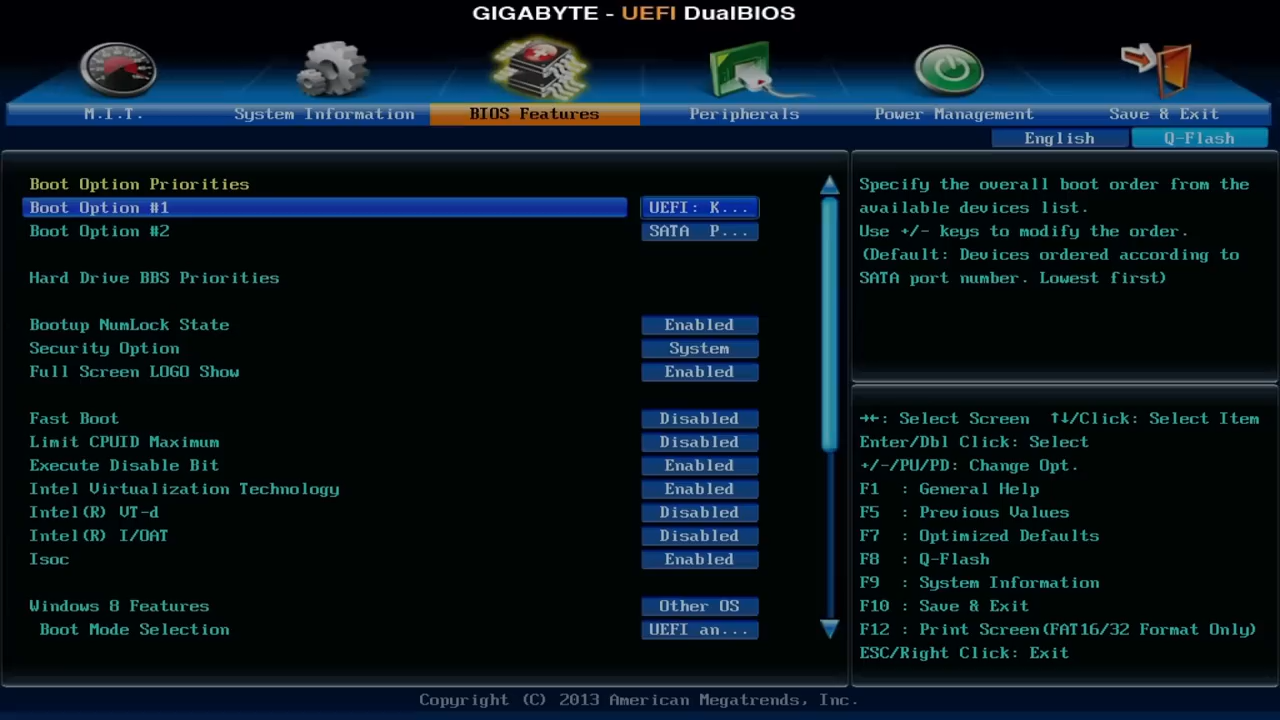 GIGABYTE - UEFI DualBIOS
M.I.T. System Information BIOS Features Peripherals Power Management Save & Exit
English Q-Flash
Boot Option Priorities
Boot Option #1 UEFI: K...
Boot Option #2 SATA P...
Hard Drive BBS Priorities
Bootup NumLock State Enabled
Security Option System
Full Screen LOGO Show Enabled
Fast Boot Disabled
Limit CPUID Maximum Disabled
Execute Disable Bit Enabled
Intel Virtualization Technology Enabled
Intel(R) VT-d Disabled
Intel(R) I/OAT Disabled
Isoc Enabled
Windows 8 Features Other OS
Boot Mode Selection UEFI an...
Specify the overall boot order from the
available devices list.
Use +/- keys to modify the order.
(Default: Devices ordered according to
SATA port number. Lowest first)
→←: Select Screen ↑↓/Click: Select Item
Enter/Dbl Click: Select
+/-/PU/PD: Change Opt.
F1 : General Help
F5 : Previous Values
F7 : Optimized Defaults
F8 : Q-Flash
F9 : System Information
F10 : Save & Exit
F12 : Print Screen(FAT16/32 Format Only)
ESC/Right Click: Exit
Copyright (C) 2013 American Megatrends, Inc.